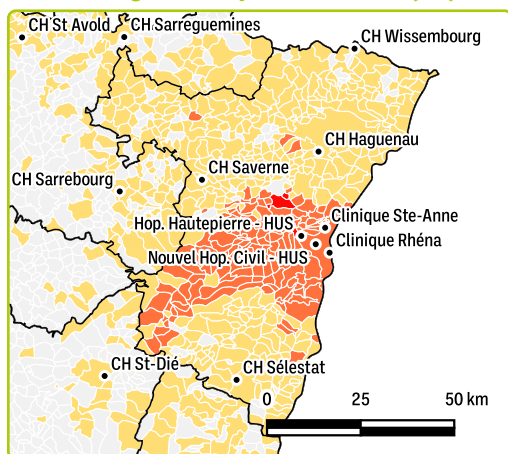 CH St Avold
CH Sarreguemines
CH Wissembourg
CH Haguenau
CH Saverne
CH Sarrebourg
Clinique Ste-Anne
Hop. Hautepierre - HUS
Clinique Rhéna
Nouvel Hop. Civil - HUS
CH St-Dié
CH Sélestat
0 25 50 km